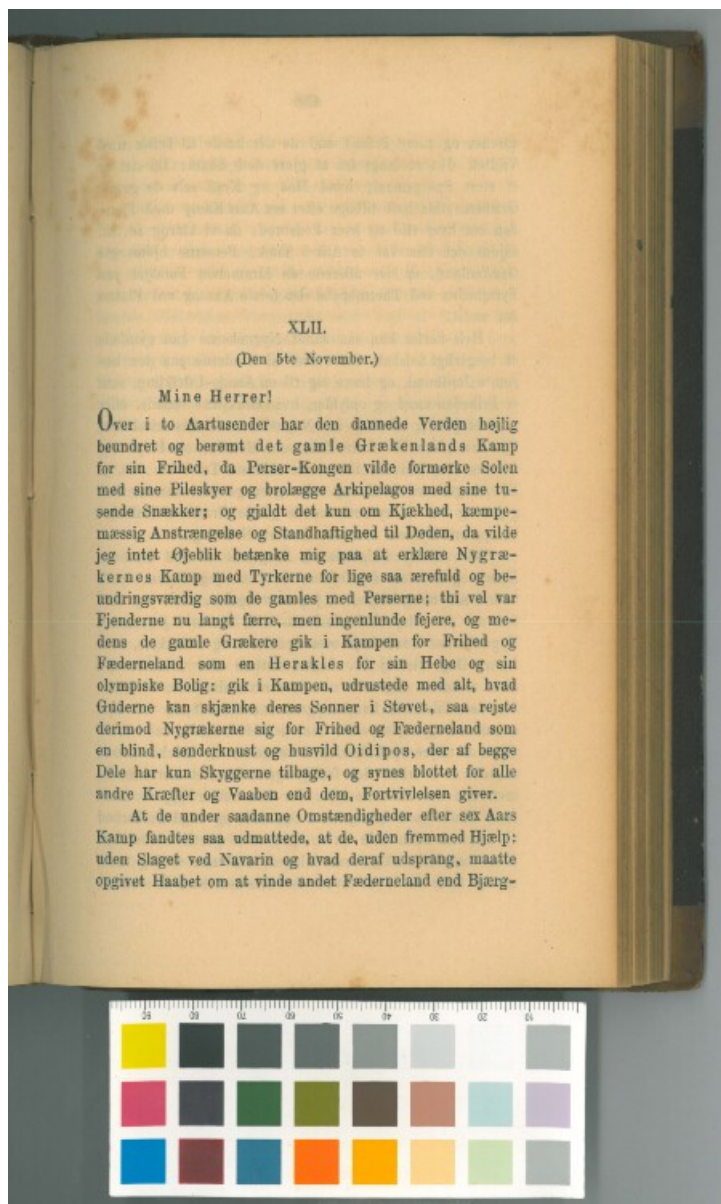 XLII.
(Den 5te November.)
Mine Herrer!
Over i to Aartusender har den dannede Verden højlig
beundret og berømt det gamle Grækenlands Kamp
for sin Frihed, da Perser-Kongen vilde formørke Solen
med sine Pileskyer og brolægge Arkipelagos med sine tu-
sende Snækker; og gjaldt det kun om Kjækhed, kæmpe-
mæssig Anstrængelse og Standhaftighed til Døden, da vilde
jeg intet Øjeblik betænke mig paa at erklære Nygræ-
kernes Kamp med Tyrkerne for lige saa ærefuld og be-
undringsværdig som de gamles med Perserne; thi vel var
Fjenderne nu langt færre, men ingenlunde fejere, og me-
dens de gamle Grækere gik i Kampen for Frihed og
Fæderneland som en Herakles for sin Hebe og sin
olympiske Bolig: gik i Kampen, udrustede med alt, hvad
Guderne kan skjænke deres Sønner i Støvet, saa rejste
derimod Nygrækerne sig for Frihed og Fæderneland som
en blind, sønderknust og husvild Oidipos, der af begge
Dele har kun Skyggerne tilbage, og synes blottet for alle
andre Kræfter og Vaaben end dem, Fortvivlelsen giver.
At de under saadanne Omstændigheder efter sex Aars
Kamp fandtes saa udmattede, at de, uden fremmed Hjælp:
uden Slaget ved Navarin og hvad deraf udsprang, maatte
opgivet Haabet om at vinde andet Fæderneland end Bjærg-
90 80 70 60 50 40 30 20 10